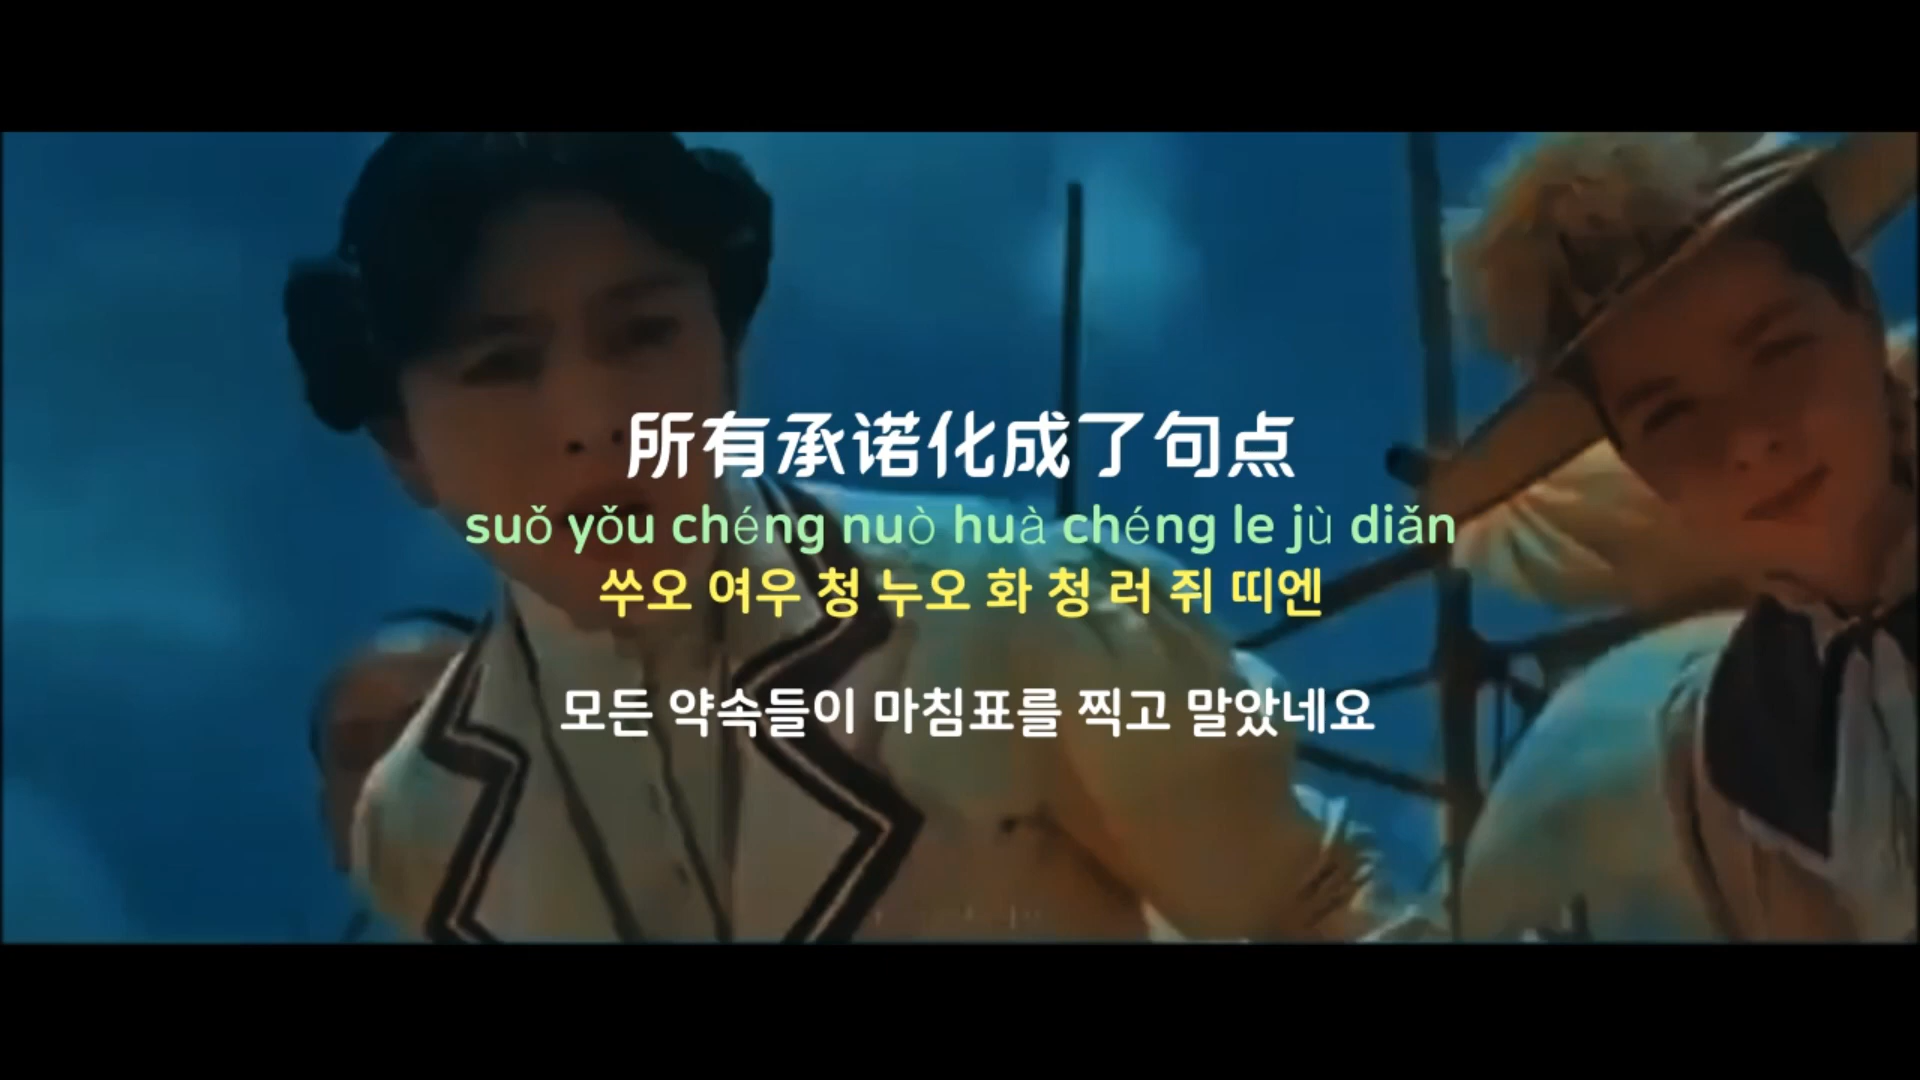 所有承诺化成了句点
suǒ yǒu chéng nuò huà chéng le jù diǎn
쑤오 여우 청 누오 화 청 러 쥐 띠엔
모든 약속들이 마침표를 찍고 말았네요